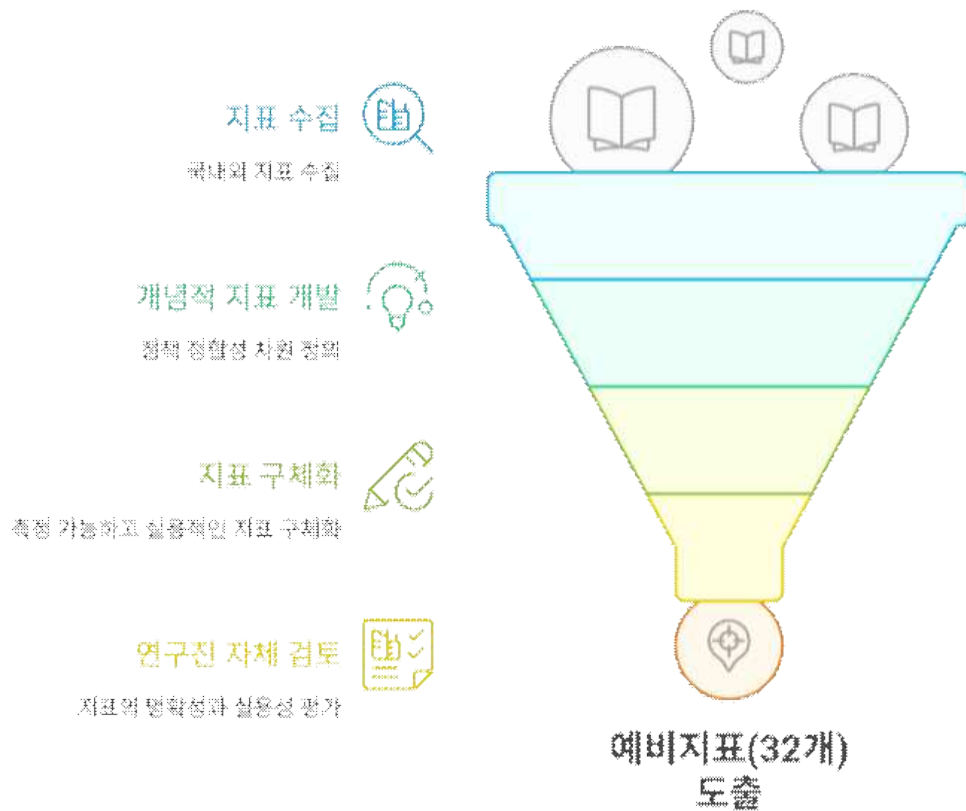 지표 수집
국내외 지표 수집
개념적 지표 개발
정책 정합성 차원 정의
지표 구체화
측정 가능하고 실용적인 지표 구체화
연구진 자체 검토
지표의 명확성과 실용성 평가
예비지표(32개)
도출